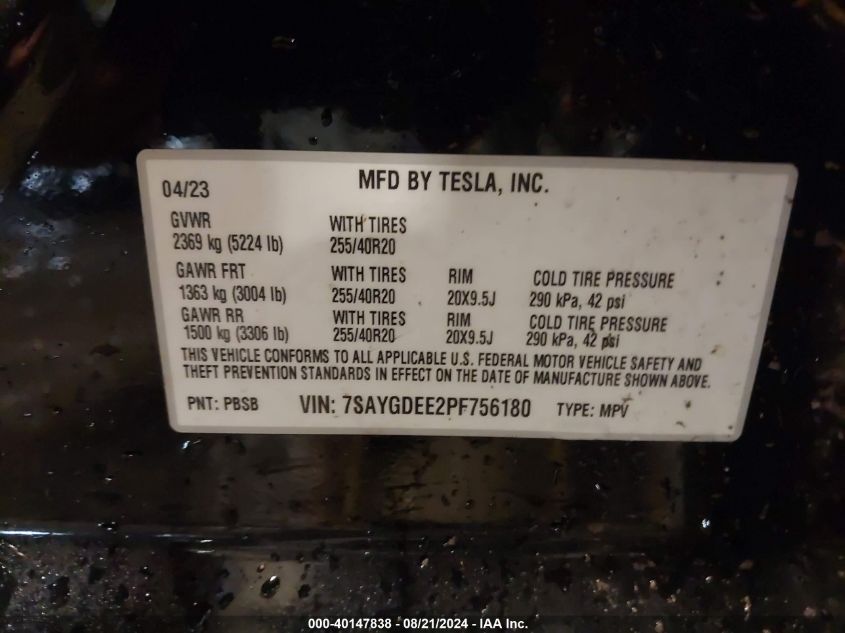 04/23 MFD BY TESLA, INC.
GVWR WITH TIRES
2369 kg (5224 lb) 255/40R20
GAWR FRT WITH TIRES RIM COLD TIRE PRESSURE
1363 kg (3004 lb) 255/40R20 20X9.5J 290 kPa, 42 psi
GAWR RR WITH TIRES RIM COLD TIRE PRESSURE
1500 kg (3306 lb) 255/40R20 20X9.5J 290 kPa, 42 psi
THIS VEHICLE CONFORMS TO ALL APPLICABLE U.S. FEDERAL MOTOR VEHICLE SAFETY AND
THEFT PREVENTION STANDARDS IN EFFECT ON THE DATE OF MANUFACTURE SHOWN ABOVE.
PNT: PBSB VIN: 7SAYGDEE2PF756180 TYPE: MPV
000-40147838 - 08/21/2024 - IAA Inc.